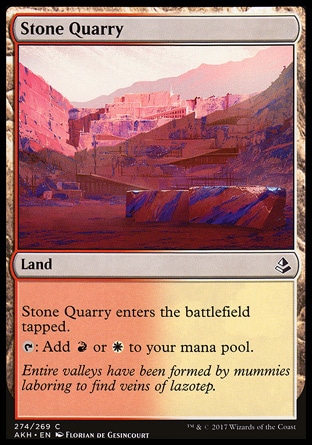 Stone Quarry
Land
Stone Quarry enters the battlefield
tapped.
: Add or to your mana pool.
Entire valleys have been formed by mummies
laboring to find veins of lazotep.
274/269 C
AKH • EN Florian de Gesincourt
™ & © 2017 Wizards of the Coast